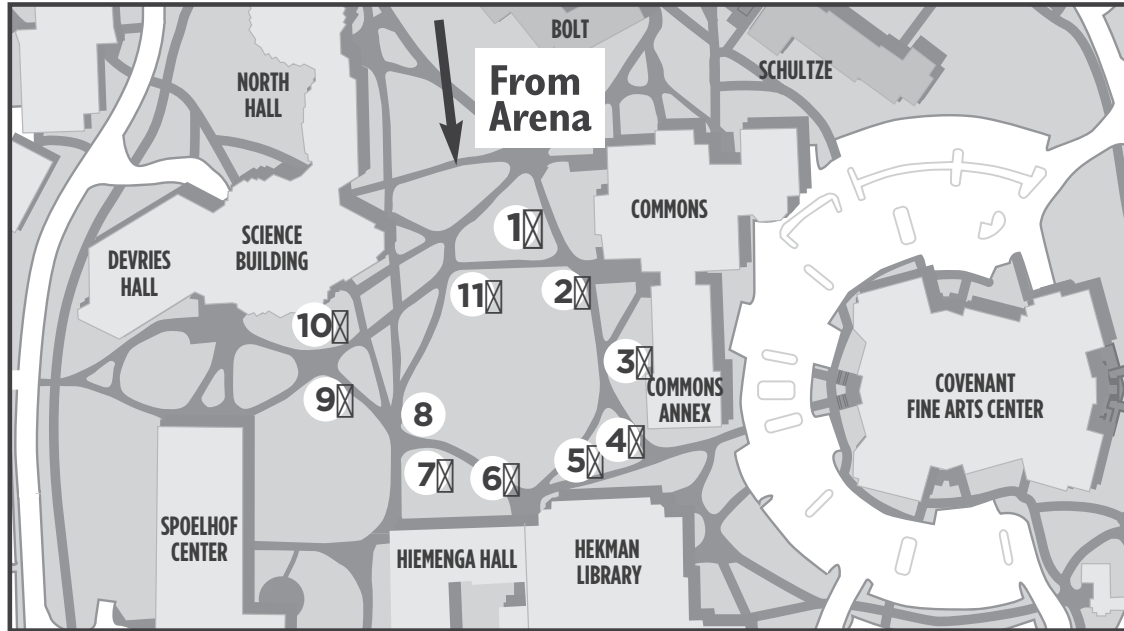 BOLT
From
Arena
NORTH
HALL
SCHULTZE
COMMONS
1
SCIENCE
BUILDING
DEVRIES
HALL
11
2
10
3
COMMONS
ANNEX
COVENANT
FINE ARTS CENTER
9
8
4
5
7
6
SPOELHOF
CENTER
HIEMENGA HALL
HEKMAN
LIBRARY